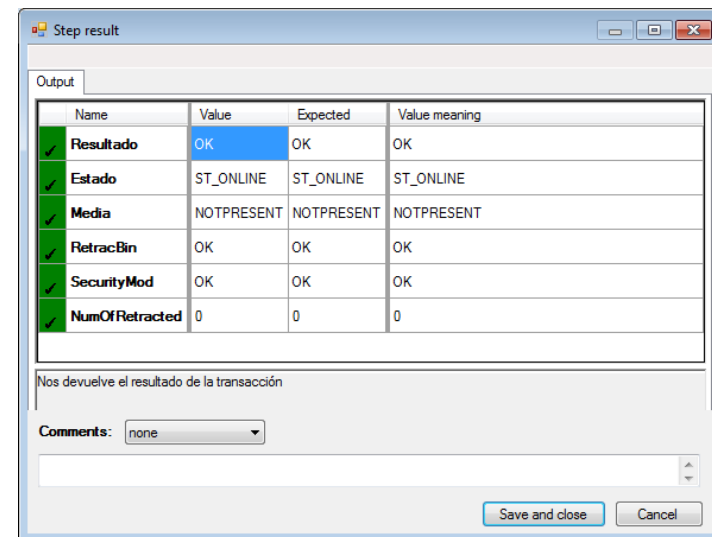 Step result
Output
Name Value Expected Value meaning
Resultado OK OK OK
Estado ST_ONLINE ST_ONLINE ST_ONLINE
Media NOTPRESENT NOTPRESENT NOTPRESENT
RetracBin OK OK OK
SecurityMod OK OK OK
NumOfRetracted 0 0 0
Nos devuelve el resultado de la transacción
Comments: none
Save and close Cancel